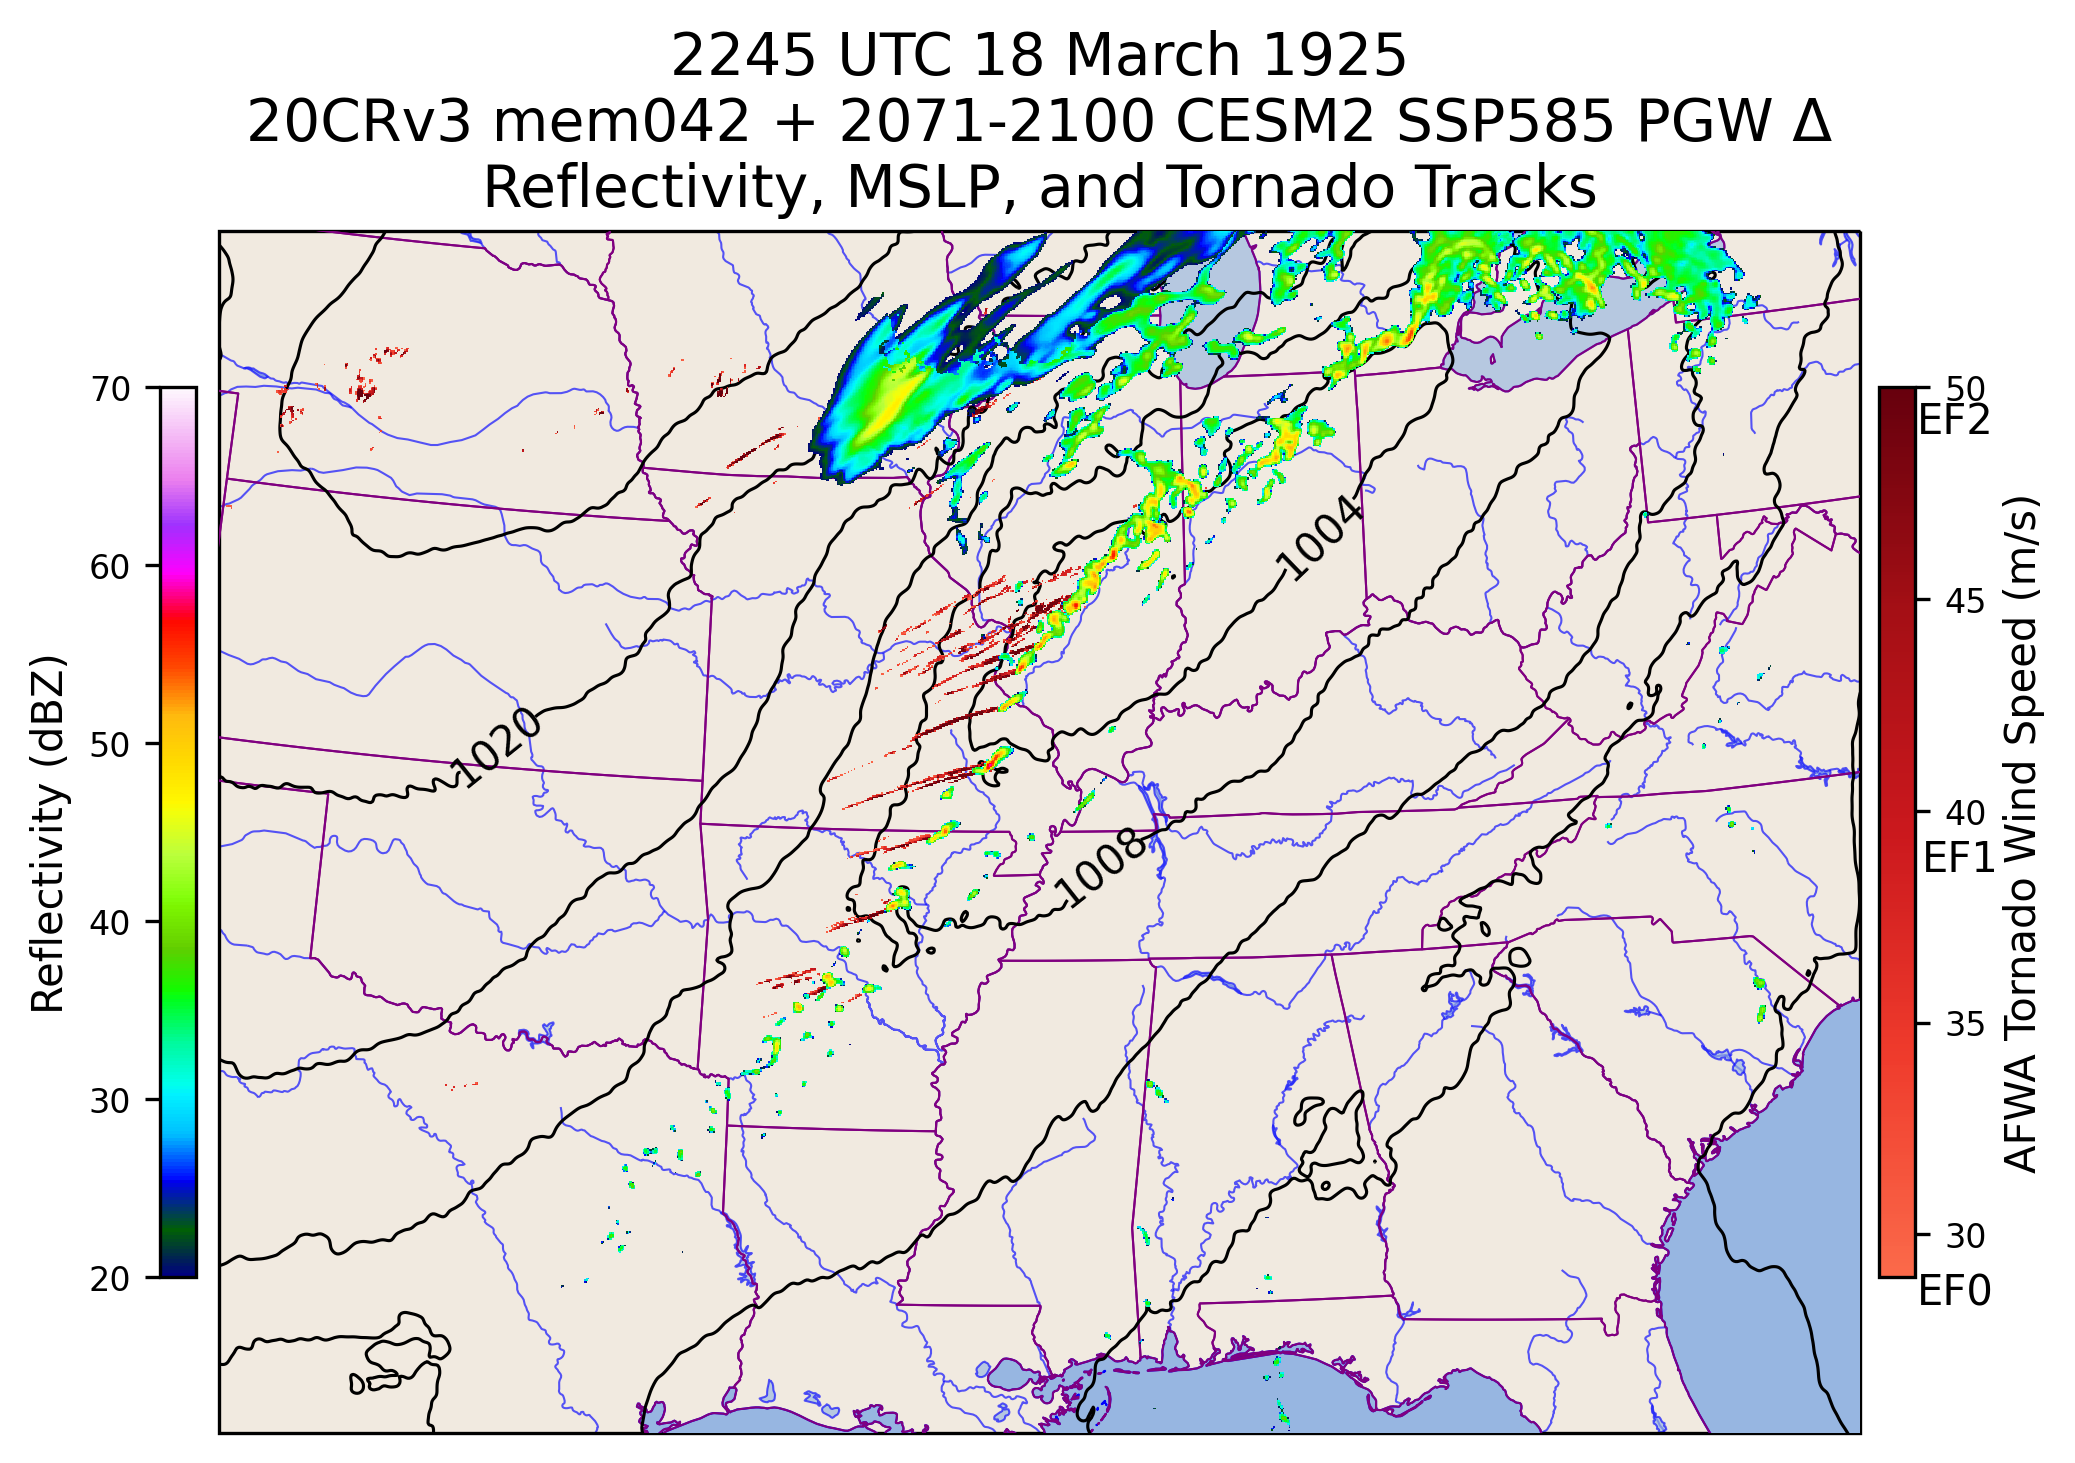 2245 UTC 18 March 1925
20CRv3 mem042 + 2071-2100 CESM2 SSP585 PGW Δ
Reflectivity, MSLP, and Tornado Tracks
70
60
50
40
30
20
Reflectivity (dBZ)
1020
1004
1008
50
EF2
45
40
EF1
35
30
EF0
AFWA Tornado Wind Speed (m/s)